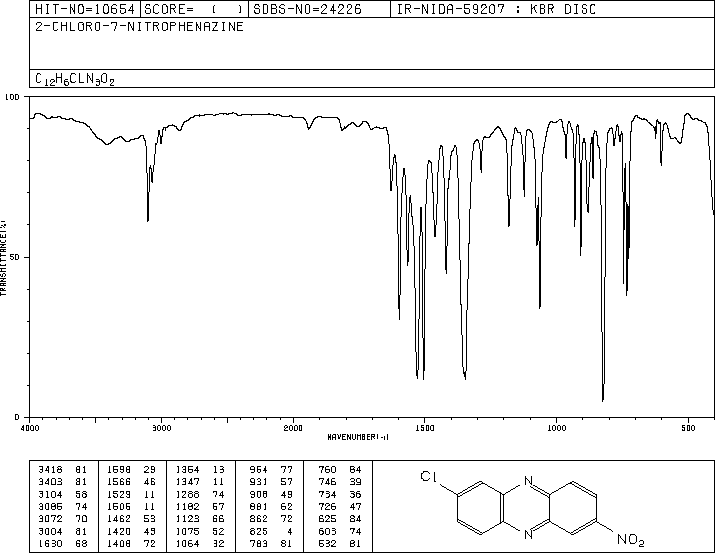 HIT-NO=10654 SCORE= ( ) SDBS-NO=24226 IR-NIDA-59207 : KBR DISC
2-CHLORO-7-NITROPHENAZINE
C12H6CLN3O2
100
50
0
TRANSMITTANCE(%)
4000 3000 2000 1500 1000 500
WAVENUMBER(-1)
3418 81 1598 29 1354 13 964 77 760 84
3403 81 1566 46 1347 11 931 57 746 39
3104 58 1529 11 1288 74 908 49 734 36
3085 74 1506 11 1182 57 881 62 726 47
3072 70 1462 53 1123 66 862 72 625 84
3004 81 1420 49 1075 52 825 4 603 74
1630 68 1408 72 1064 32 783 81 532 81
Cl N N NO2